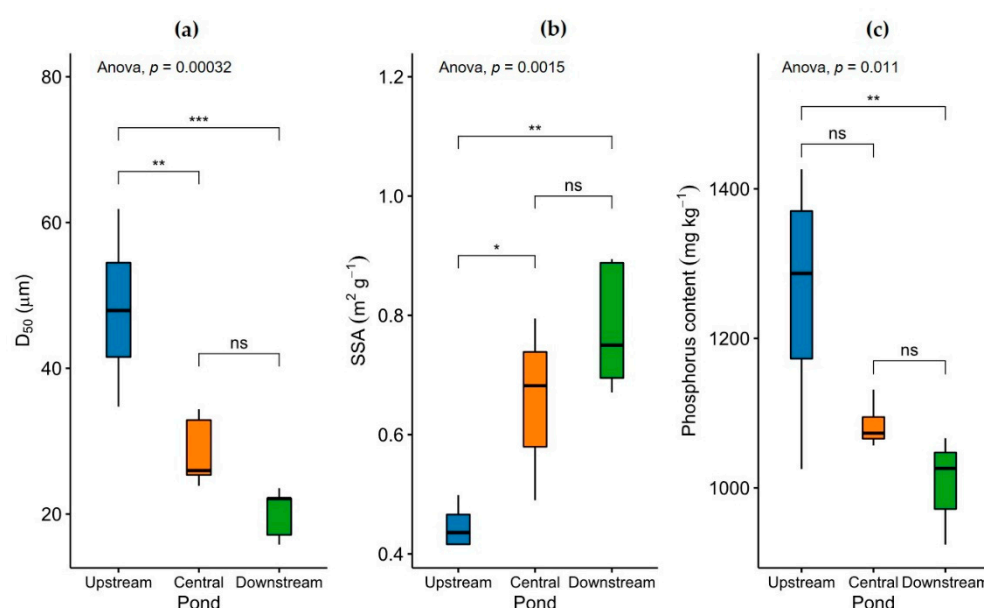 (a)
Anova, p = 0.00032
80
60
40
20
D₅₀ (μm)
***
**
ns
Upstream Central Downstream
Pond
(b)
Anova, p = 0.0015
1.2
1.0
0.8
0.6
0.4
SSA (m² g⁻¹)
**
ns
*
Upstream Central Downstream
Pond
(c)
Anova, p = 0.011
1400
1200
1000
Phosphorus content (mg kg⁻¹)
**
ns
ns
Upstream Central Downstream
Pond